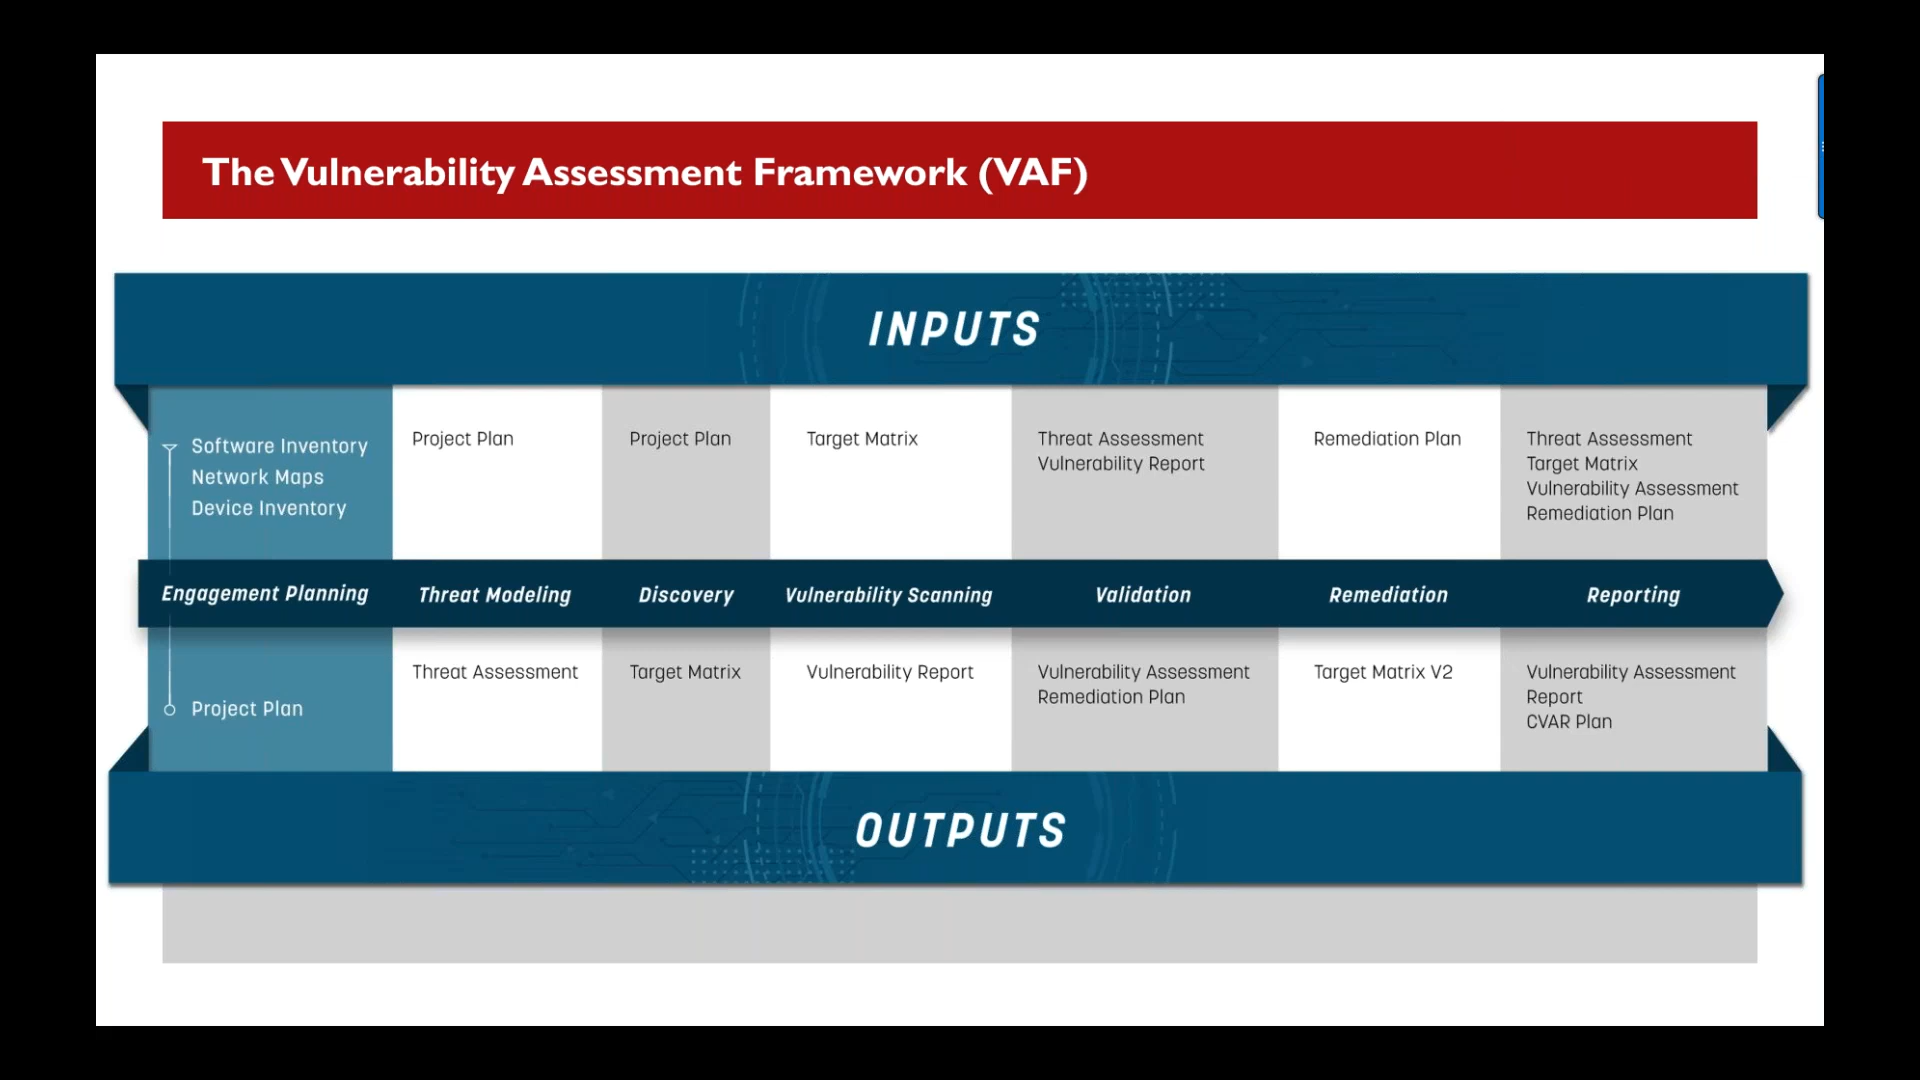 The Vulnerability Assessment Framework (VAF)
INPUTS
Software Inventory
Network Maps
Device Inventory
Project Plan
Project Plan
Target Matrix
Threat Assessment
Vulnerability Report
Remediation Plan
Threat Assessment
Target Matrix
Vulnerability Assessment
Remediation Plan
Engagement Planning
Threat Modeling
Discovery
Vulnerability Scanning
Validation
Remediation
Reporting
Project Plan
Threat Assessment
Target Matrix
Vulnerability Report
Vulnerability Assessment
Remediation Plan
Target Matrix V2
Vulnerability Assessment
Report
CVAR Plan
OUTPUTS